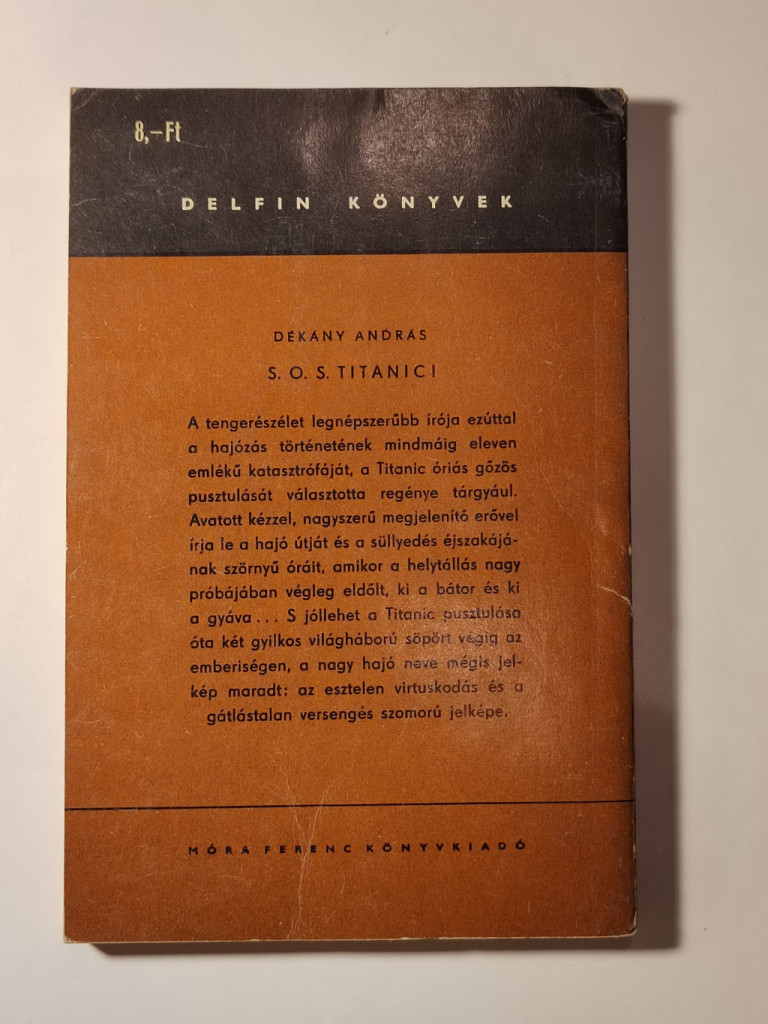 8,–Ft
DELFIN KÖNYVEK
DÉKÁNY ANDRÁS
S. O. S. TITANIC!
A tengerészélet legnépszerűbb írója ezúttal
a hajózás történetének mindmáig eleven
emlékű katasztrófáját, a Titanic óriás gőzös
pusztulását választotta regénye tárgyául.
Avatott kézzel, nagyszerű megjelenítő erővel
írja le a hajó útját és a süllyedés éjszakájá-
nak szörnyű óráit, amikor a helytállás nagy
próbájában végleg eldőlt, ki a bátor és ki
a gyáva... S jóllehet a Titanic pusztulása
óta két gyilkos világháború söpört végig az
emberiségen, a nagy hajó neve mégis jel-
kép maradt: az esztelen virtuskodás és a
gátlástalan versengés szomorú jelképe.
MÓRA FERENC KÖNYVKIADÓ